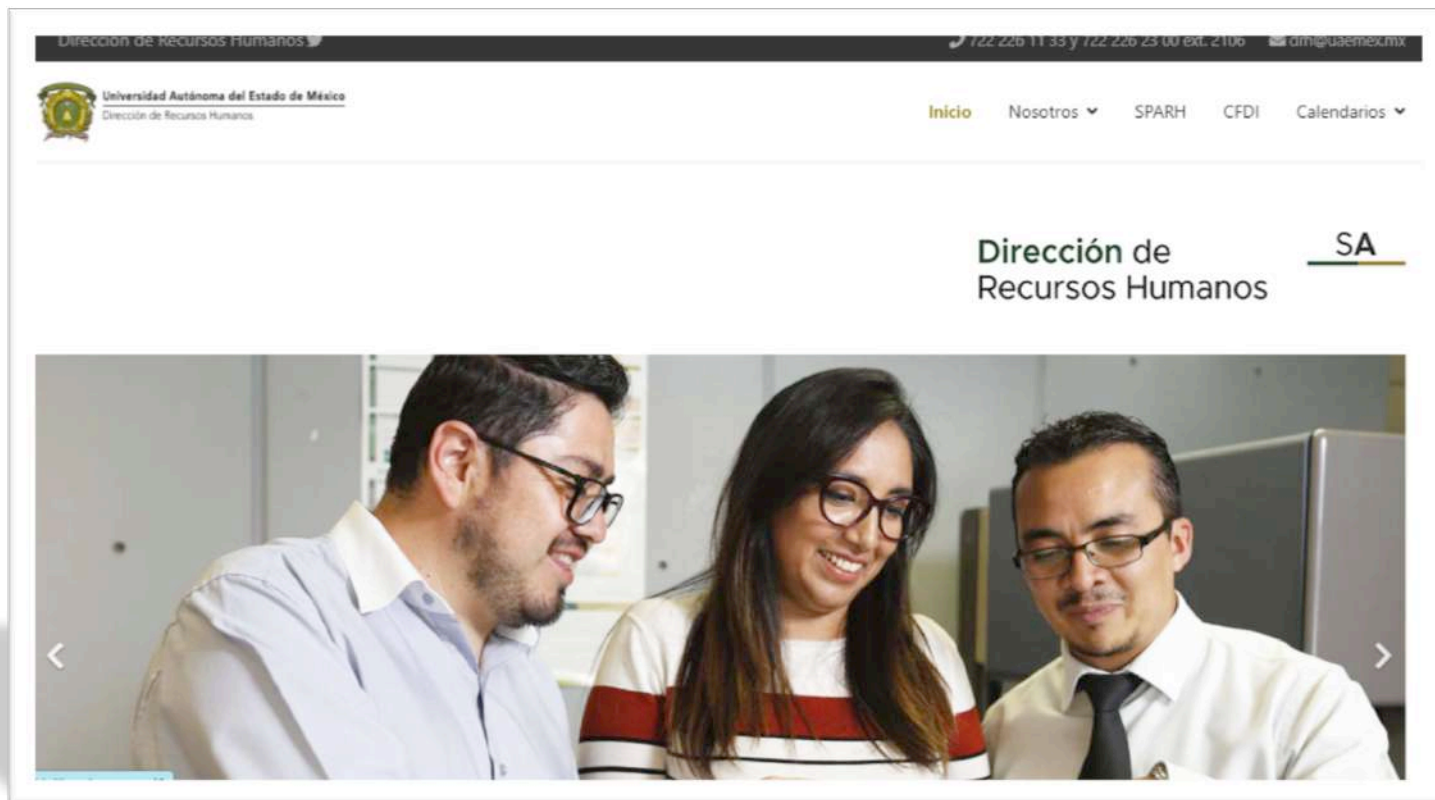 Dirección de Recursos Humanos
722 226 11 33 y 722 226 23 00 ext. 2106 drh@uaemex.mx
Universidad Autónoma del Estado de México
Dirección de Recursos Humanos
Inicio Nosotros SPARH CFDI Calendarios
Dirección de
Recursos Humanos
SA